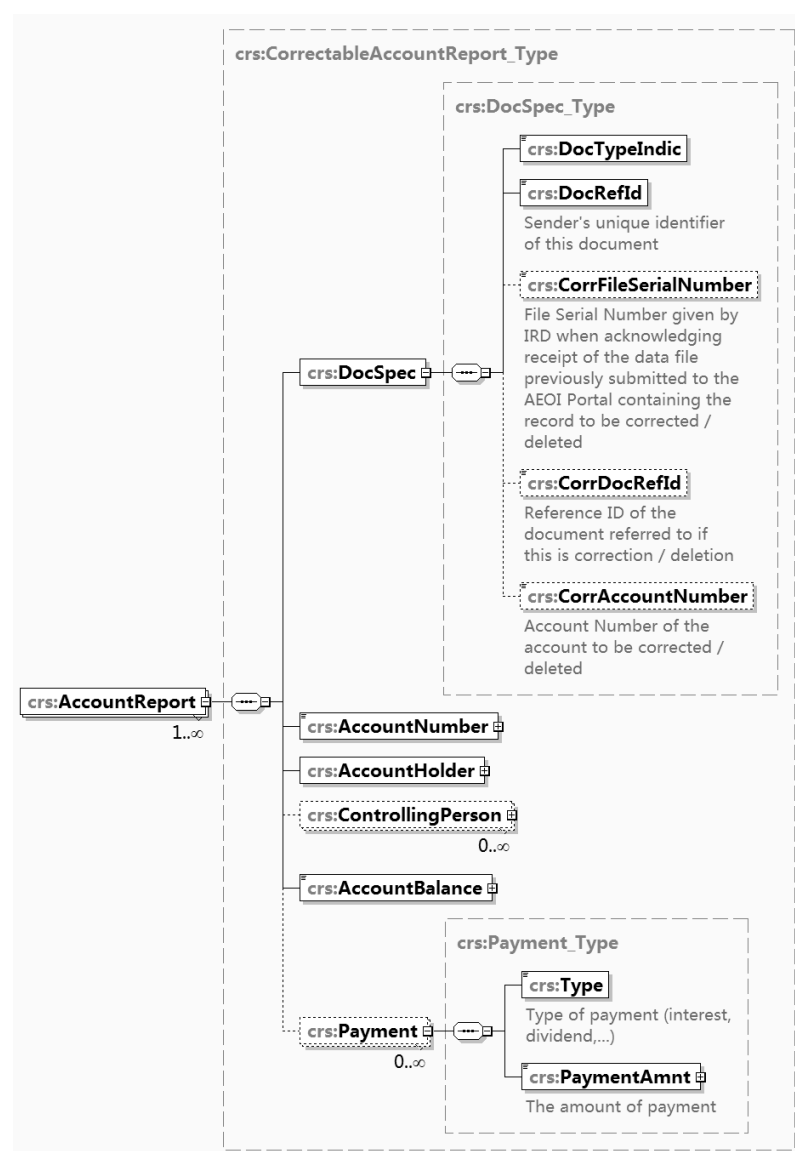 crs:CorrectableAccountReport_Type
crs:DocSpec_Type
crs:DocTypeIndic
crs:DocRefId
Sender's unique identifier
of this document
crs:CorrFileSerialNumber
File Serial Number given by
IRD when acknowledging
receipt of the data file
previously submitted to the
AEOI Portal containing the
record to be corrected /
deleted
crs:DocSpec
crs:CorrDocRefId
Reference ID of the
document referred to if
this is correction / deletion
crs:CorrAccountNumber
Account Number of the
account to be corrected /
deleted
crs:AccountReport
1..∞
crs:AccountNumber
crs:AccountHolder
crs:ControllingPerson
0..∞
crs:AccountBalance
crs:Payment_Type
crs:Type
Type of payment (interest,
dividend,...)
crs:Payment
0..∞
crs:PaymentAmnt
The amount of payment